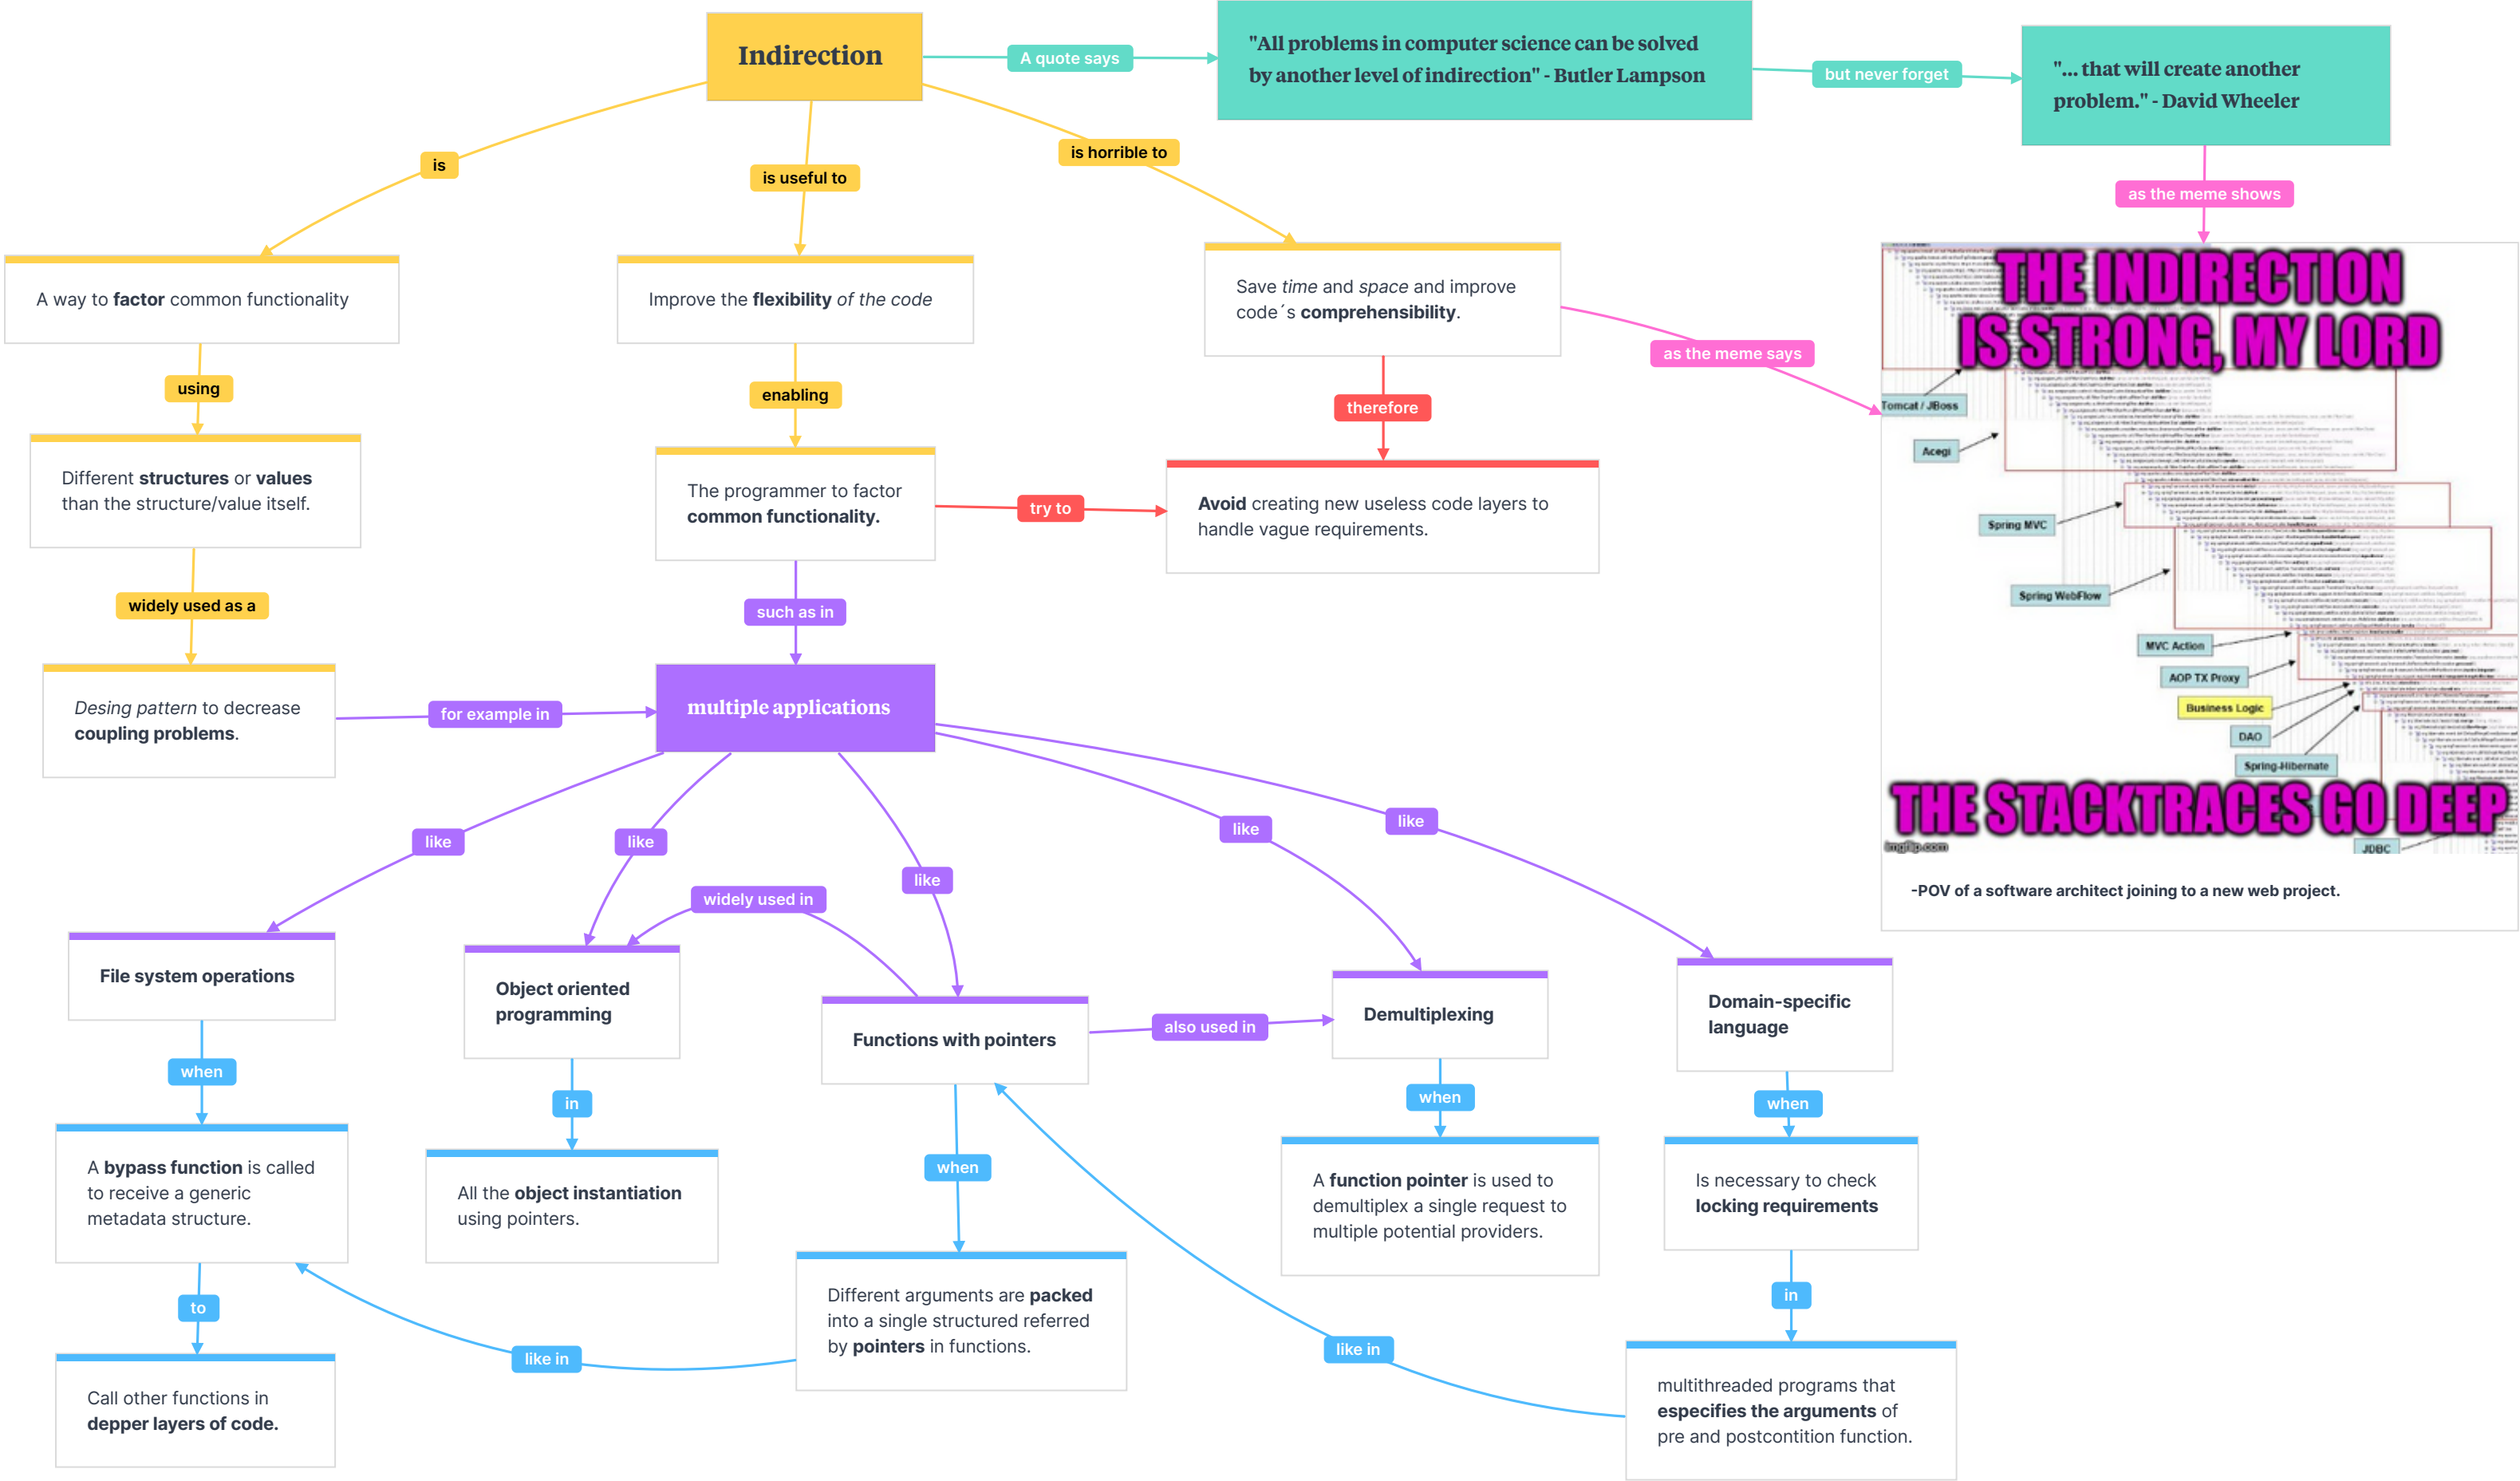 Indirection
A quote says
"All problems in computer science can be solved
by another level of indirection" - Butler Lampson
but never forget
"... that will create another
problem." - David Wheeler
is
is useful to
is horrible to
as the meme shows
A way to factor common functionality
Improve the flexibility of the code
Save time and space and improve
code´s comprehensibility.
as the meme says
THE INDIRECTION
IS STRONG, MY LORD
Tomcat / JBoss
Acegi
Spring MVC
Spring WebFlow
MVC Action
AOP TX Proxy
Business Logic
DAO
Spring-Hibernate
THE STACKTRACES GO DEEP
imgflip.com
JDBC
-POV of a software architect joining to a new web project.
using
enabling
therefore
Different structures or values
than the structure/value itself.
The programmer to factor
common functionality.
try to
Avoid creating new useless code layers to
handle vague requirements.
widely used as a
such as in
Desing pattern to decrease
coupling problems.
for example in
multiple applications
like
like
like
like
like
widely used in
File system operations
Object oriented
programming
Functions with pointers
also used in
Demultiplexing
Domain-specific
language
when
in
when
when
when
A bypass function is called
to receive a generic
metadata structure.
All the object instantiation
using pointers.
A function pointer is used to
demultiplex a single request to
multiple potential providers.
Is necessary to check
locking requirements
to
Different arguments are packed
into a single structured referred
by pointers in functions.
in
like in
like in
Call other functions in
depper layers of code.
multithreaded programs that
especifies the arguments of
pre and postcontition function.